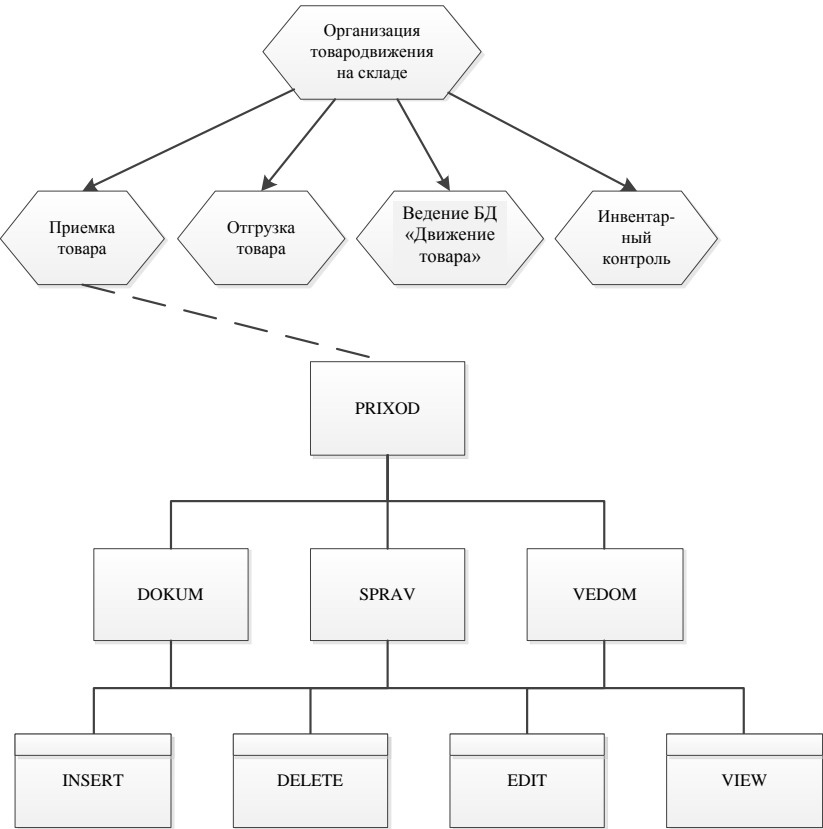 Организация
товародвижения
на складе
Приемка
товара
Отгрузка
товара
Ведение БД
«Движение
товара»
Инвентар-
ный
контроль
PRIXOD
DOKUM
SPRAV
VEDOM
INSERT
DELETE
EDIT
VIEW